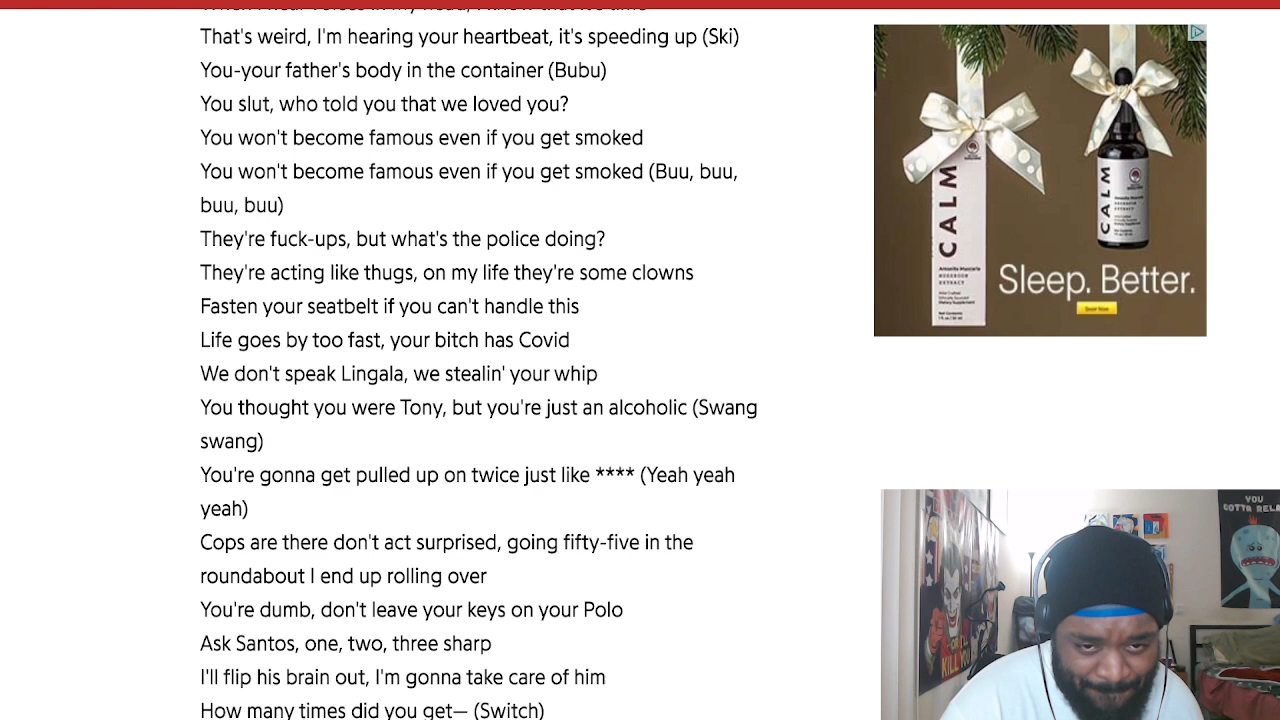 That's weird, I'm hearing your heartbeat, it's speeding up (Ski)
You-your father's body in the container (Bubu)
You slut, who told you that we loved you?
You won't become famous even if you get smoked
You won't become famous even if you get smoked (Buu, buu,
buu, buu)
They're fuck-ups, but what's the police doing?
They're acting like thugs, on my life they're some clowns
Fasten your seatbelt if you can't handle this
Life goes by too fast, your bitch has Covid
We don't speak Lingala, we stealin' your whip
You thought you were Tony, but you're just an alcoholic (Swang
swang)
You're gonna get pulled up on twice just like **** (Yeah yeah
yeah)
Cops are there don't act surprised, going fifty-five in the
roundabout I end up rolling over
You're dumb, don't leave your keys on your Polo
Ask Santos, one, two, three sharp
I'll flip his brain out, I'm gonna take care of him
How many times did you get— (Switch)
CALM
Amanita Muscaria
MUSHROOM
EXTRACT
CALM
Sleep. Better.
Shop Now
YOU
GOTTA RELA
KILL